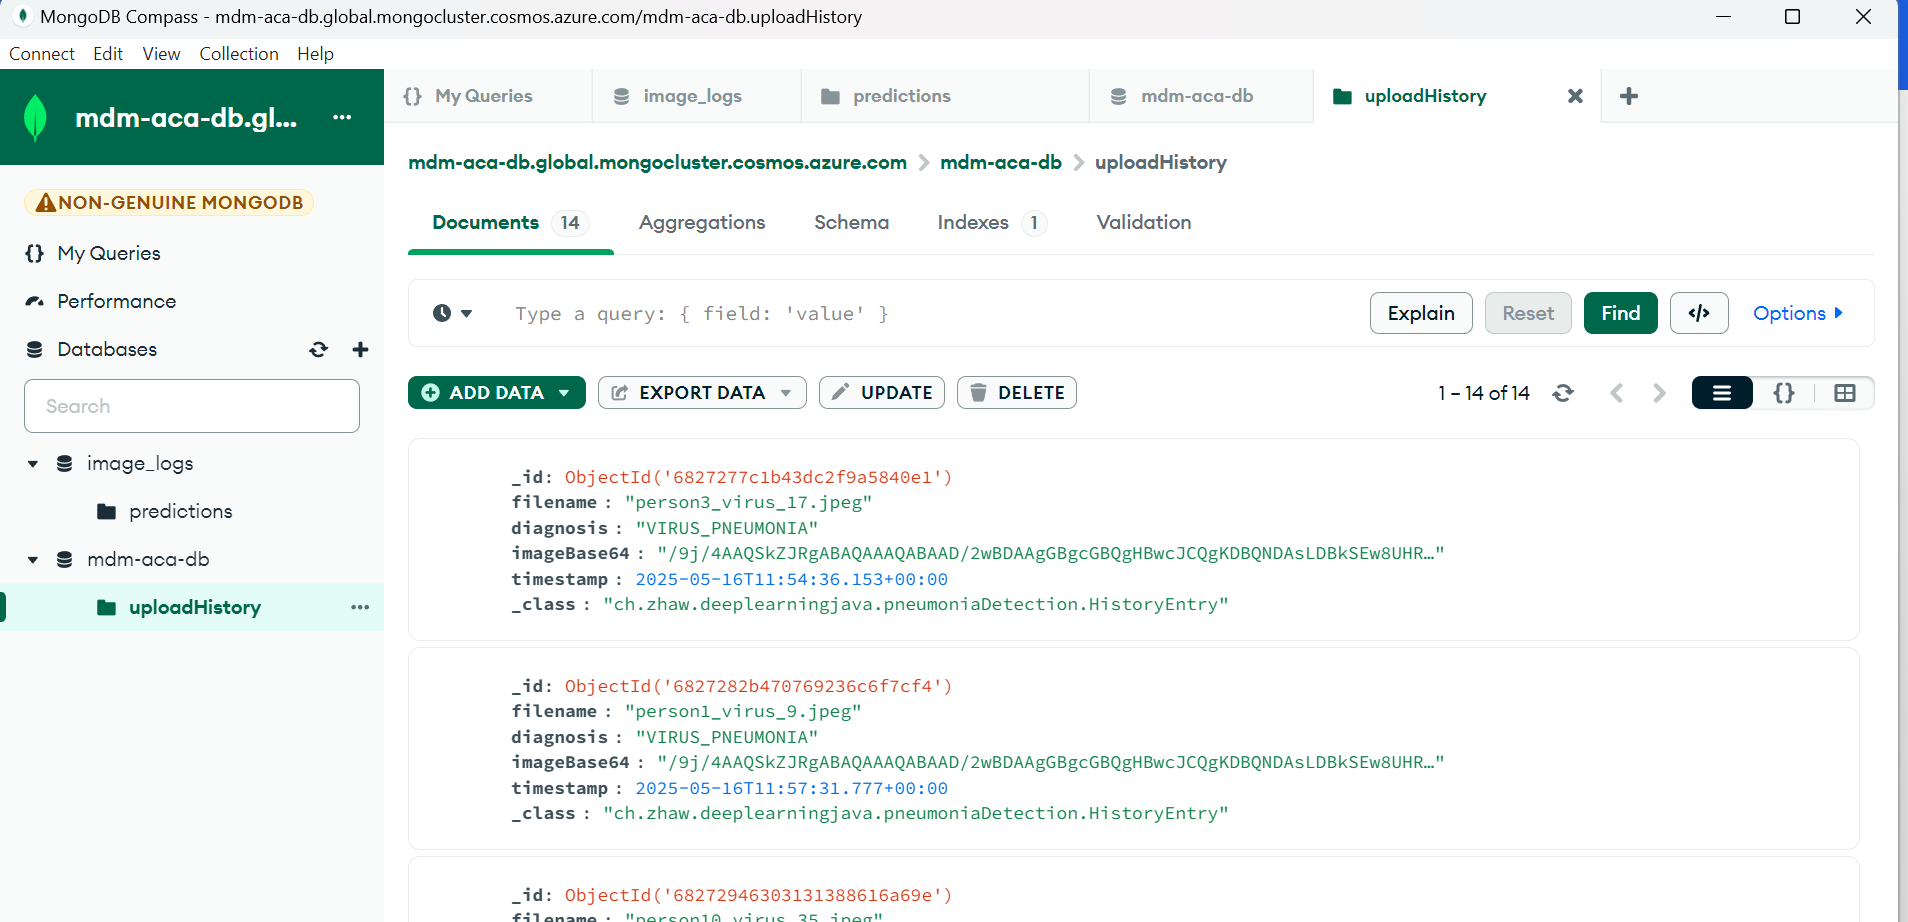 MongoDB Compass - mdm-aca-db.global.mongocluster.cosmos.azure.com/mdm-aca-db.uploadHistory
Connect Edit View Collection Help
mdm-aca-db.gl...
NON-GENUINE MONGODB
My Queries
Performance
Databases
Search
image_logs
predictions
mdm-aca-db
uploadHistory
{} My Queries image_logs predictions mdm-aca-db uploadHistory
mdm-aca-db.global.mongocluster.cosmos.azure.com > mdm-aca-db > uploadHistory
Documents 14 Aggregations Schema Indexes 1 Validation
Type a query: { field: 'value' } Explain Reset Find </> Options
ADD DATA EXPORT DATA UPDATE DELETE 1 – 14 of 14 {}
_id: ObjectId('6827277c1b43dc2f9a5840e1')
filename : "person3_virus_17.jpeg"
diagnosis : "VIRUS_PNEUMONIA"
imageBase64 : "/9j/4AAQSkZJRgABAQAAAQABAAD/2wBDAAgGBgcGBQgHBwcJCQgKDBQNDAsLDBkSEw8UHR…"
timestamp : 2025-05-16T11:54:36.153+00:00
_class : "ch.zhaw.deeplearningjava.pneumoniaDetection.HistoryEntry"
_id: ObjectId('6827282b470769236c6f7cf4')
filename : "person1_virus_9.jpeg"
diagnosis : "VIRUS_PNEUMONIA"
imageBase64 : "/9j/4AAQSkZJRgABAQAAAQABAAD/2wBDAAgGBgcGBQgHBwcJCQgKDBQNDAsLDBkSEw8UHR…"
timestamp : 2025-05-16T11:57:31.777+00:00
_class : "ch.zhaw.deeplearningjava.pneumoniaDetection.HistoryEntry"
_id: ObjectId('68272946303131388616a69e')
filename : "person10_virus_35.jpeg"